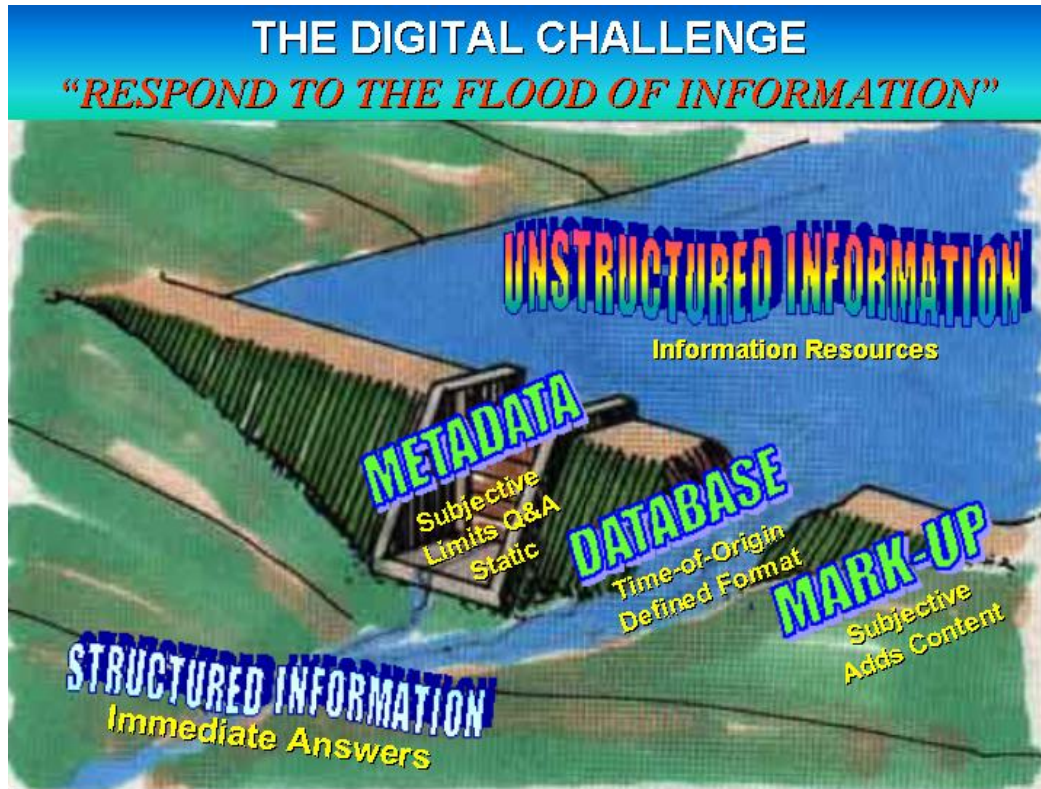 THE DIGITAL CHALLENGE
“RESPOND TO THE FLOOD OF INFORMATION”
UNSTRUCTURED INFORMATION
Information Resources
METADATA
Subjective
Limits Q&A
Static
DATABASE
Time-of-Origin
Defined Format
MARK-UP
Subjective
Adds Content
STRUCTURED INFORMATION
Immediate Answers